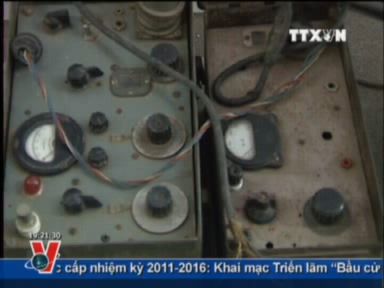 TTXVN
19:21:30
V
c cấp nhiệm kỳ 2011-2016: Khai mạc Triển lãm “Bầu cử